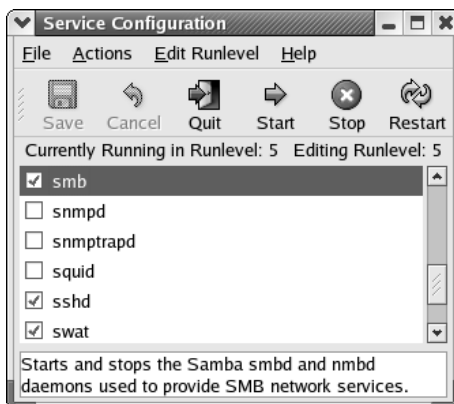 Service Configuration
File Actions Edit Runlevel Help
Save Cancel Quit Start Stop Restart
Currently Running in Runlevel: 5 Editing Runlevel: 5
smb
snmpd
snmptrapd
squid
sshd
swat
Starts and stops the Samba smbd and nmbd
daemons used to provide SMB network services.